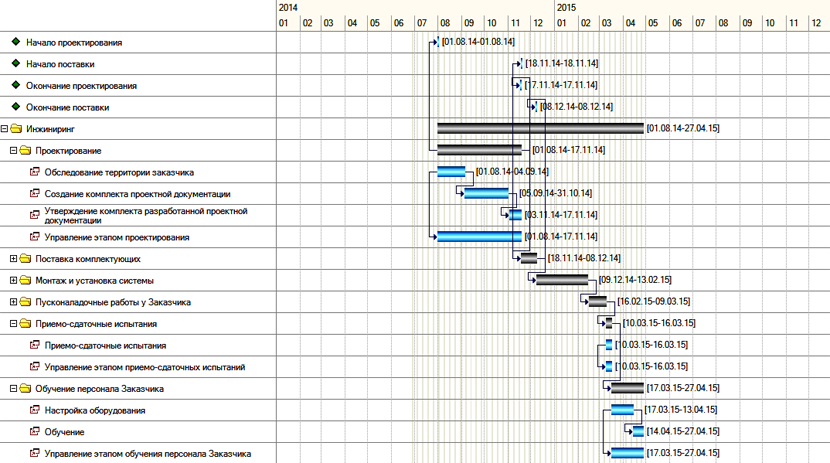 2014 2015
01 02 03 04 05 06 07 08 09 10 11 12 01 02 03 04 05 06 07 08 09 10 11 12
Начало проектирования [01.08.14-01.08.14]
Начало поставки [18.11.14-18.11.14]
Окончание проектирования [17.11.14-17.11.14]
Окончание поставки [08.12.14-08.12.14]
Инжиниринг [01.08.14-27.04.15]
Проектирование [01.08.14-17.11.14]
Обследование территории заказчика [01.08.14-04.09.14]
Создание комплекта проектной документации [05.09.14-31.10.14]
Утверждение комплекта разработанной проектной
документации [03.11.14-17.11.14]
Управление этапом проектирования [01.08.14-17.11.14]
Поставка комплектующих [18.11.14-08.12.14]
Монтаж и установка системы [09.12.14-13.02.15]
Пусконаладочные работы у Заказчика [16.02.15-09.03.15]
Приемо-сдаточные испытания [10.03.15-16.03.15]
Приемо-сдаточные испытания [10.03.15-16.03.15]
Управление этапом приемо-сдаточных испытаний [10.03.15-16.03.15]
Обучение персонала Заказчика [17.03.15-27.04.15]
Настройка оборудования [17.03.15-13.04.15]
Обучение [14.04.15-27.04.15]
Управление этапом обучения персонала Заказчика [17.03.15-27.04.15]